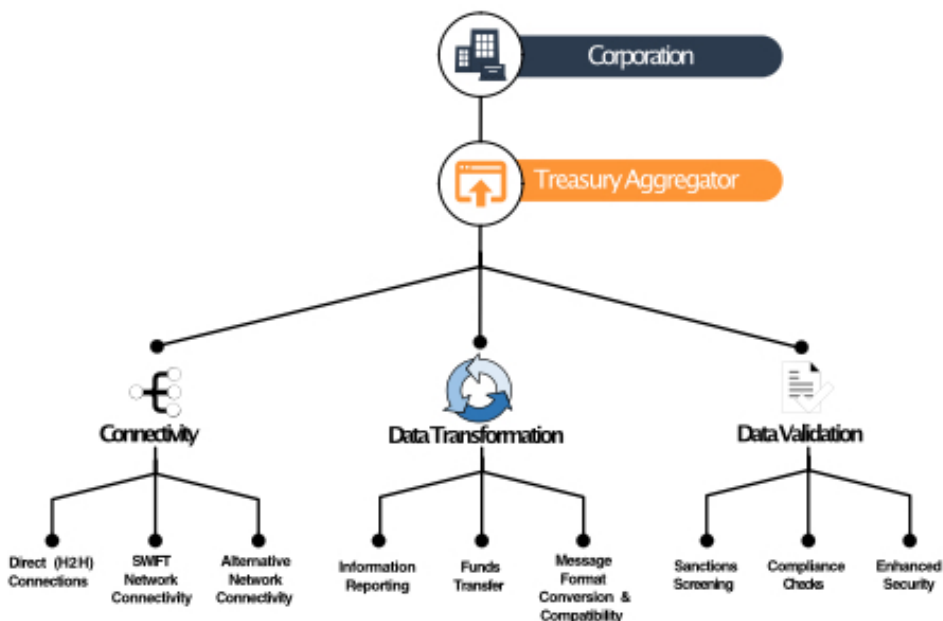 Corporation
Treasury Aggregator
Connectivity
Data Transformation
Data Validation
Direct (H2H)
Connections
SWIFT
Network
Connectivity
Alternative
Network
Connectivity
Information
Reporting
Funds
Transfer
Message
Format
Conversion &
Compatibility
Sanctions
Screening
Compliance
Checks
Enhanced
Security